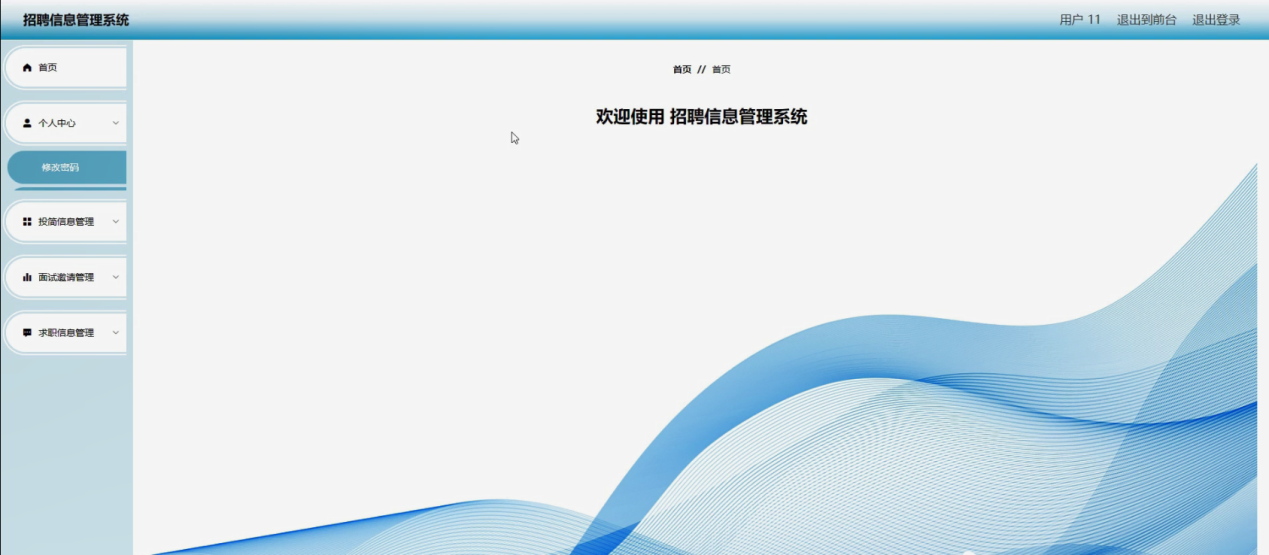 招聘信息管理系统
用户 11 退出到前台 退出登录
首页
个人中心
修改密码
投简信息管理
面试邀请管理
求职信息管理
首页 // 首页
欢迎使用 招聘信息管理系统